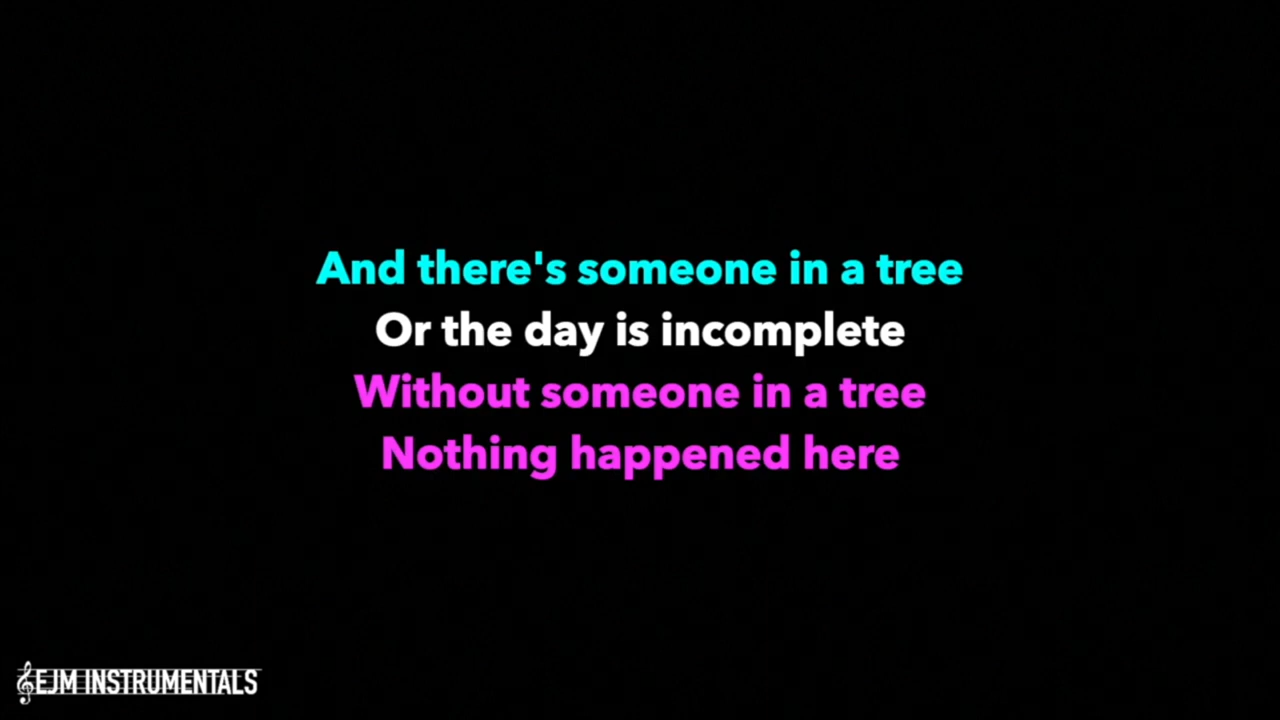 And there's someone in a tree
Or the day is incomplete
Without someone in a tree
Nothing happened here
EJM INSTRUMENTALS